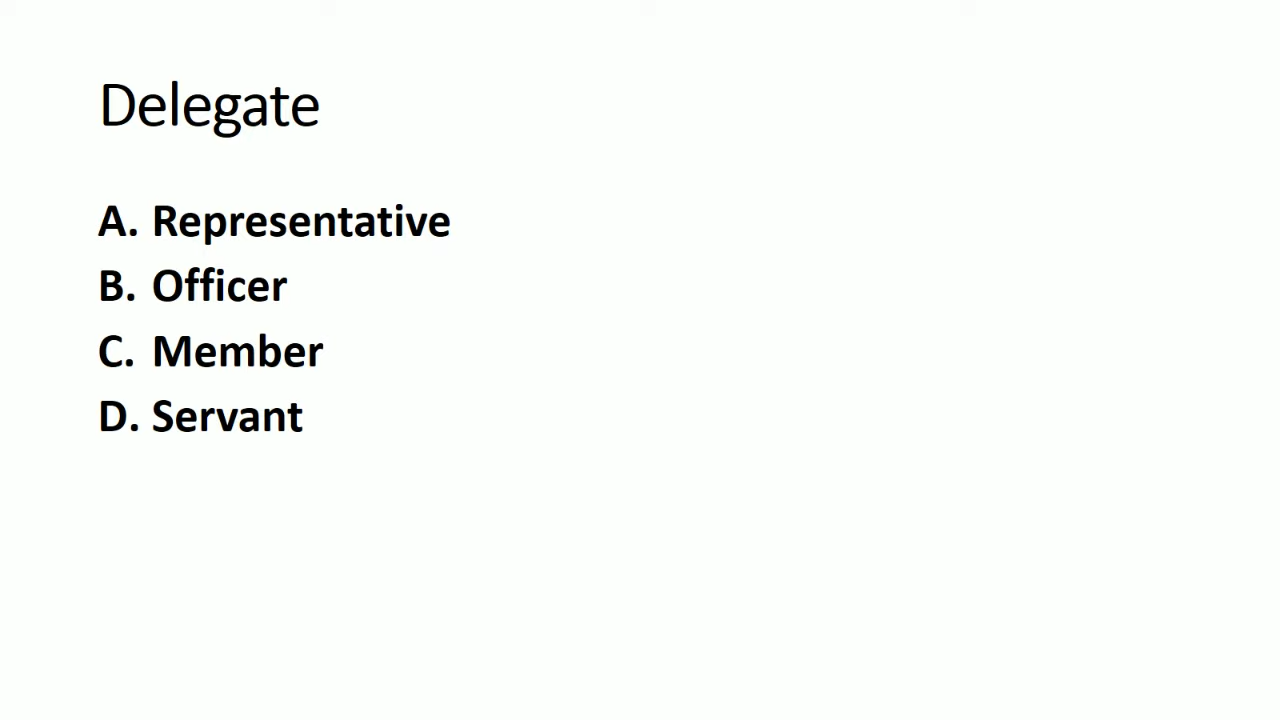 Delegate
A. Representative
B. Officer
C. Member
D. Servant